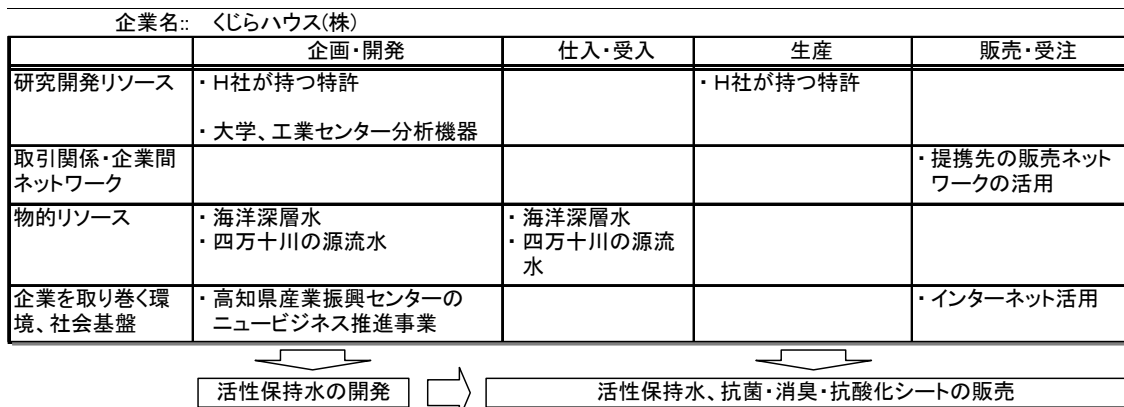 企業名:: くじらハウス(株)
企画・開発 仕入・受入 生産 販売・受注
研究開発リソース ・H社が持つ特許 ・H社が持つ特許
・大学、工業センター分析機器
取引関係・企業間 ・提携先の販売ネット
ネットワーク ワークの活用
物的リソース ・海洋深層水 ・海洋深層水
・四万十川の源流水 ・四万十川の源流
水
企業を取り巻く環 ・高知県産業振興センターの ・インターネット活用
境、社会基盤 ニュービジネス推進事業
活性保持水の開発 活性保持水、抗菌・消臭・抗酸化シートの販売